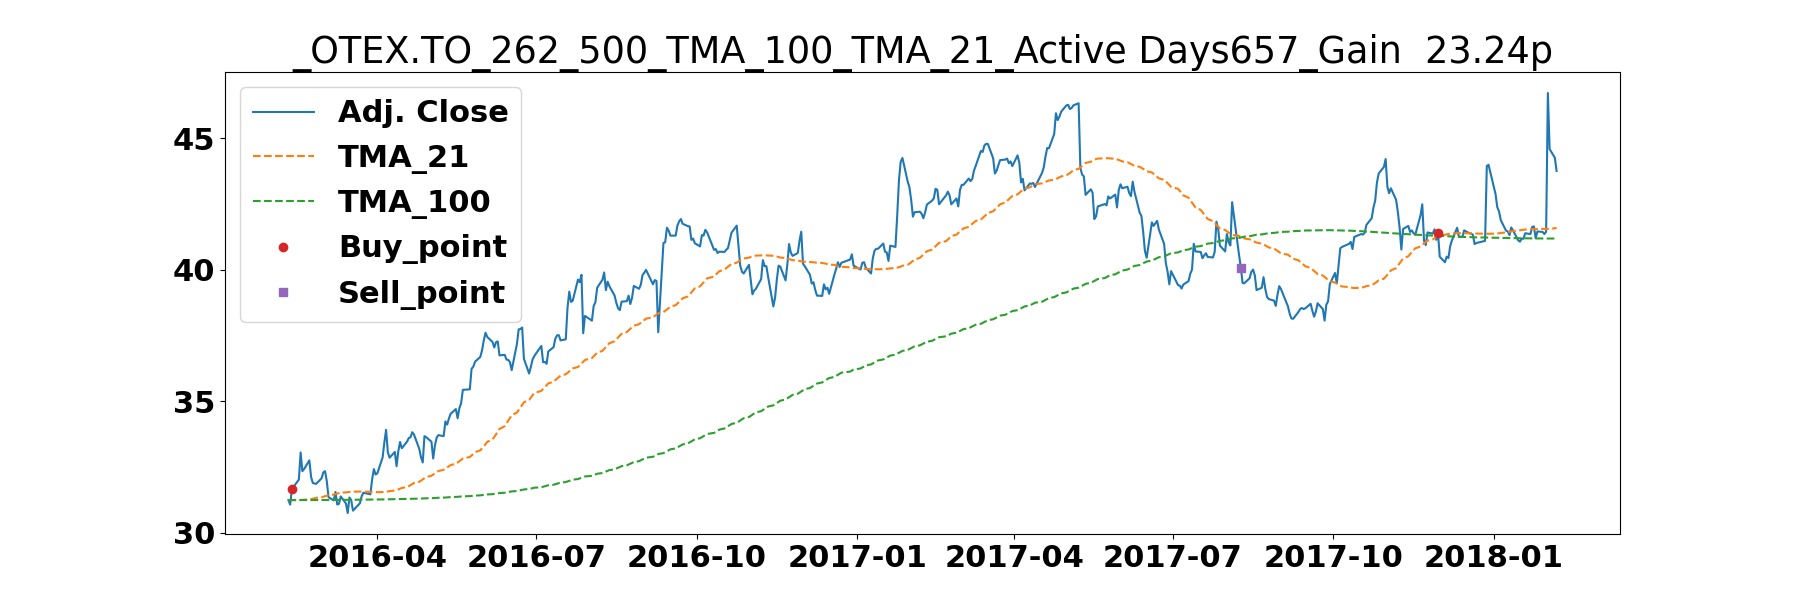 _OTEX.TO_262_500_TMA_100_TMA_21_Active Days657_Gain  23.24p
Adj. Close
TMA_21
TMA_100
Buy_point
Sell_point
45
40
35
30
2016-04 2016-07 2016-10 2017-01 2017-04 2017-07 2017-10 2018-01